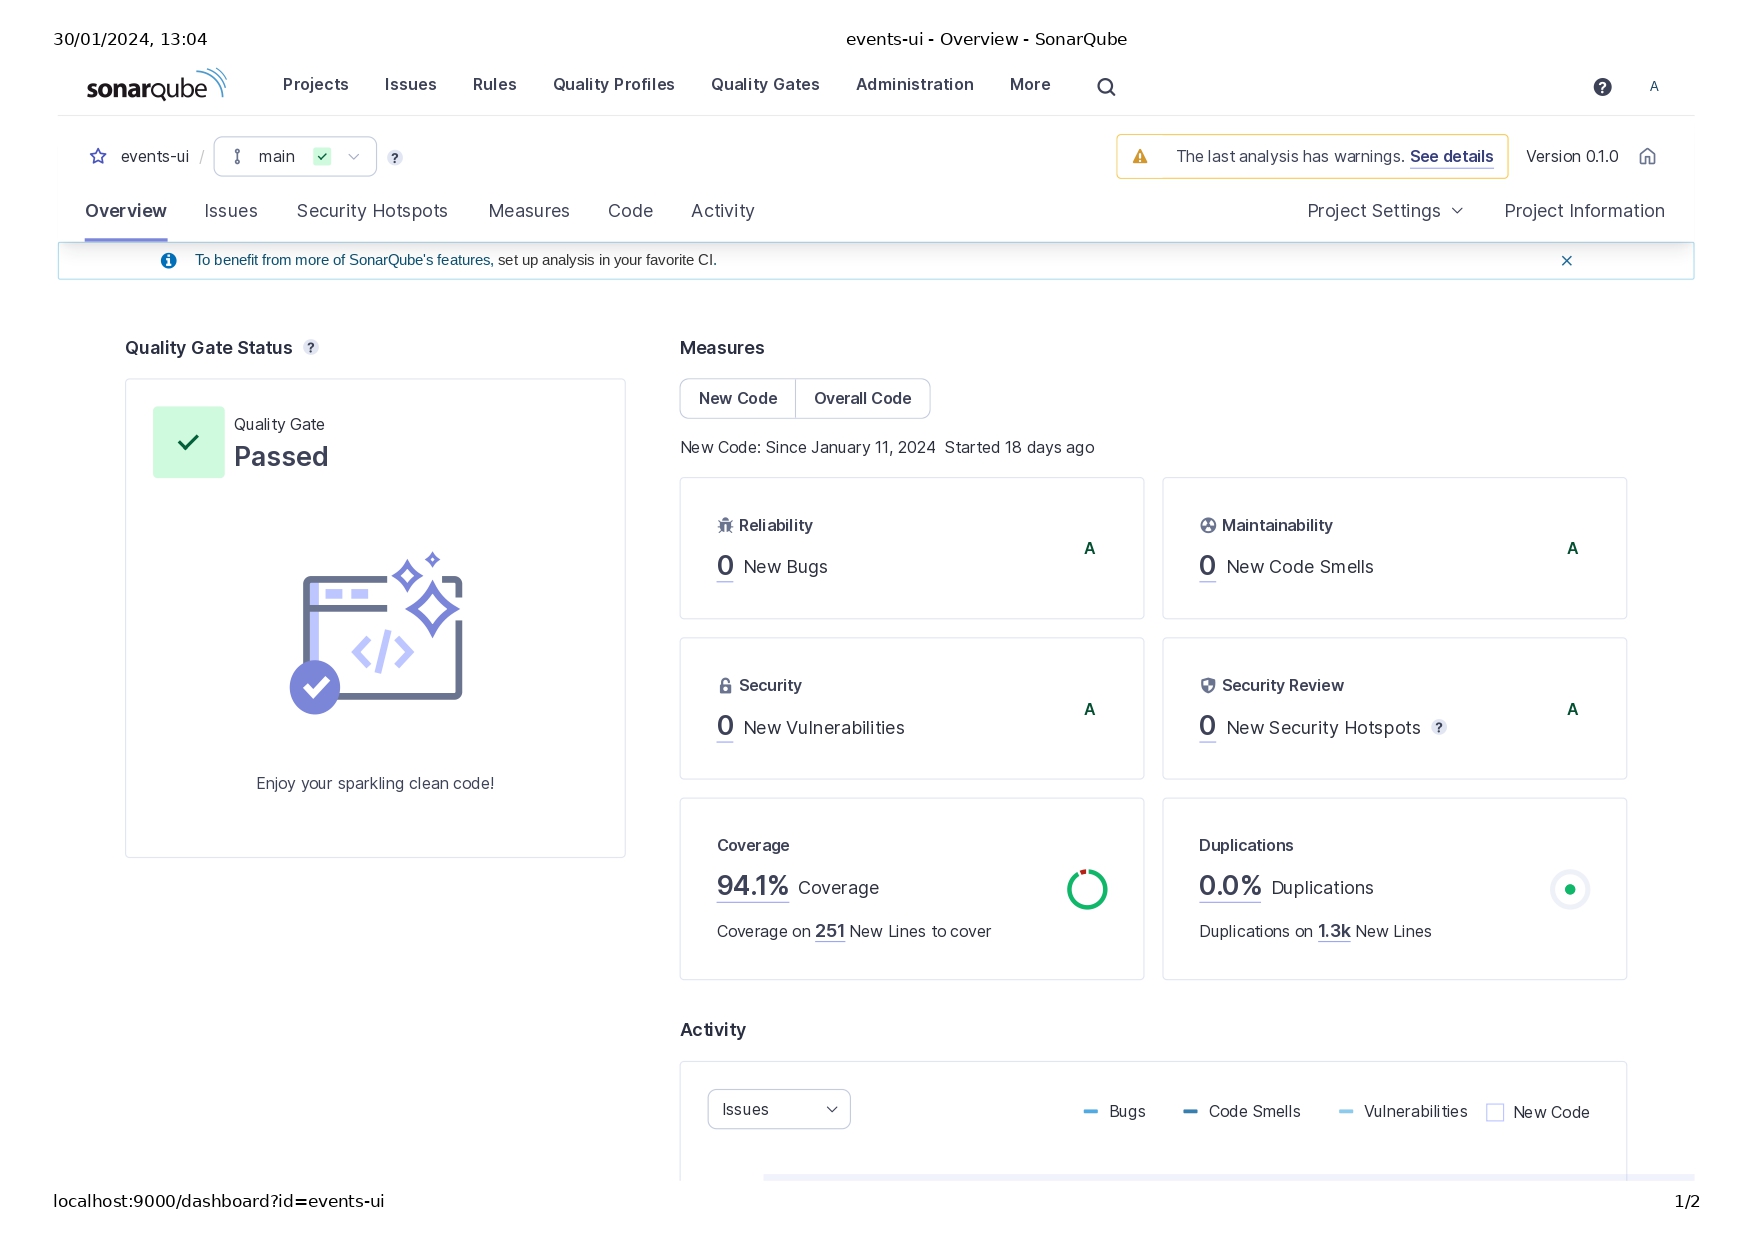 30/01/2024, 13:04
events-ui - Overview - SonarQube
sonarqube
Projects
Issues
Rules
Quality Profiles
Quality Gates
Administration
More
?
A
events-ui / main
?
The last analysis has warnings. See details
Version 0.1.0
Overview
Issues
Security Hotspots
Measures
Code
Activity
Project Settings
Project Information
To benefit from more of SonarQube's features, set up analysis in your favorite CI.
Quality Gate Status ?
Quality Gate
Passed
Enjoy your sparkling clean code!
Measures
New Code
Overall Code
New Code: Since January 11, 2024 Started 18 days ago
Reliability
0 New Bugs
A
Maintainability
0 New Code Smells
A
Security
0 New Vulnerabilities
A
Security Review
0 New Security Hotspots ?
A
Coverage
94.1% Coverage
Coverage on 251 New Lines to cover
Duplications
0.0% Duplications
Duplications on 1.3k New Lines
Activity
Issues
Bugs
Code Smells
Vulnerabilities
New Code
localhost:9000/dashboard?id=events-ui
1/2